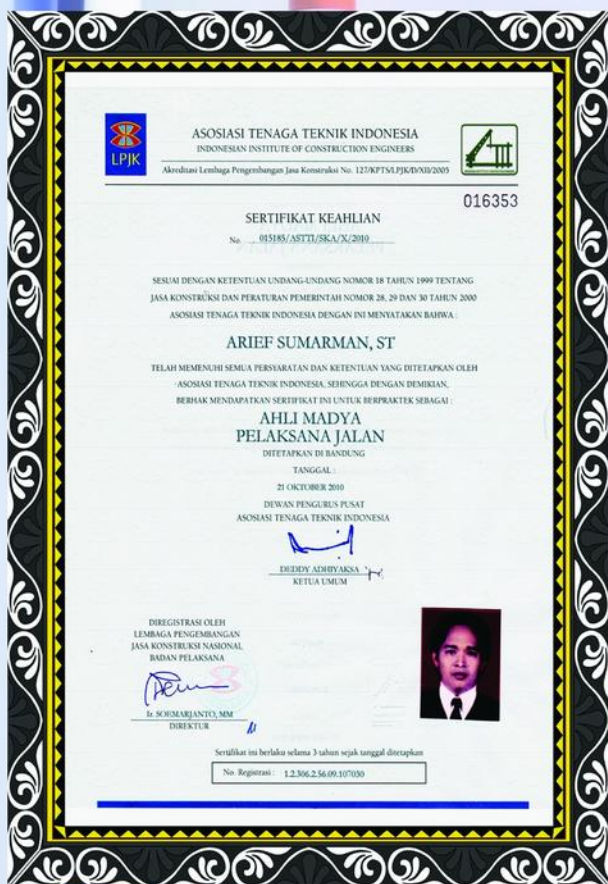 LPJK
ASOSIASI TENAGA TEKNIK INDONESIA
INDONESIAN INSTITUTE OF CONSTRUCTION ENGINEERS
Akreditasi Lembaga Pengembangan Jasa Konstruksi No. 127/KPTS/LPJK/D/XII/2005
016353
SERTIFIKAT KEAHLIAN
No. 015185/ASTTI/SKA/X/2010
SESUAI DENGAN KETENTUAN UNDANG-UNDANG NOMOR 18 TAHUN 1999 TENTANG
JASA KONSTRUKSI DAN PERATURAN PEMERINTAH NOMOR 28, 29 DAN 30 TAHUN 2000
ASOSIASI TENAGA TEKNIK INDONESIA DENGAN INI MENYATAKAN BAHWA :
ARIEF SUMARMAN, ST
TELAH MEMENUHI SEMUA PERSYARATAN DAN KETENTUAN YANG DITETAPKAN OLEH
ASOSIASI TENAGA TEKNIK INDONESIA, SEHINGGA DENGAN DEMIKIAN,
BERHAK MENDAPATKAN SERTIFIKAT INI UNTUK BERPRAKTEK SEBAGAI :
AHLI MADYA
PELAKSANA JALAN
DITETAPKAN DI BANDUNG
TANGGAL :
21 OKTOBER 2010
DEWAN PENGURUS PUSAT
ASOSIASI TENAGA TEKNIK INDONESIA
DEDDY ADHIYAKSA
KETUA UMUM
DIREGISTRASI OLEH
LEMBAGA PENGEMBANGAN
JASA KONSTRUKSI NASIONAL
BADAN PELAKSANA
Ir. SOEMARJANTO, MM
DIREKTUR
Sertifikat ini berlaku selama 3 tahun sejak tanggal ditetapkan
No. Registrasi : 1.2.306.2.56.09.107030